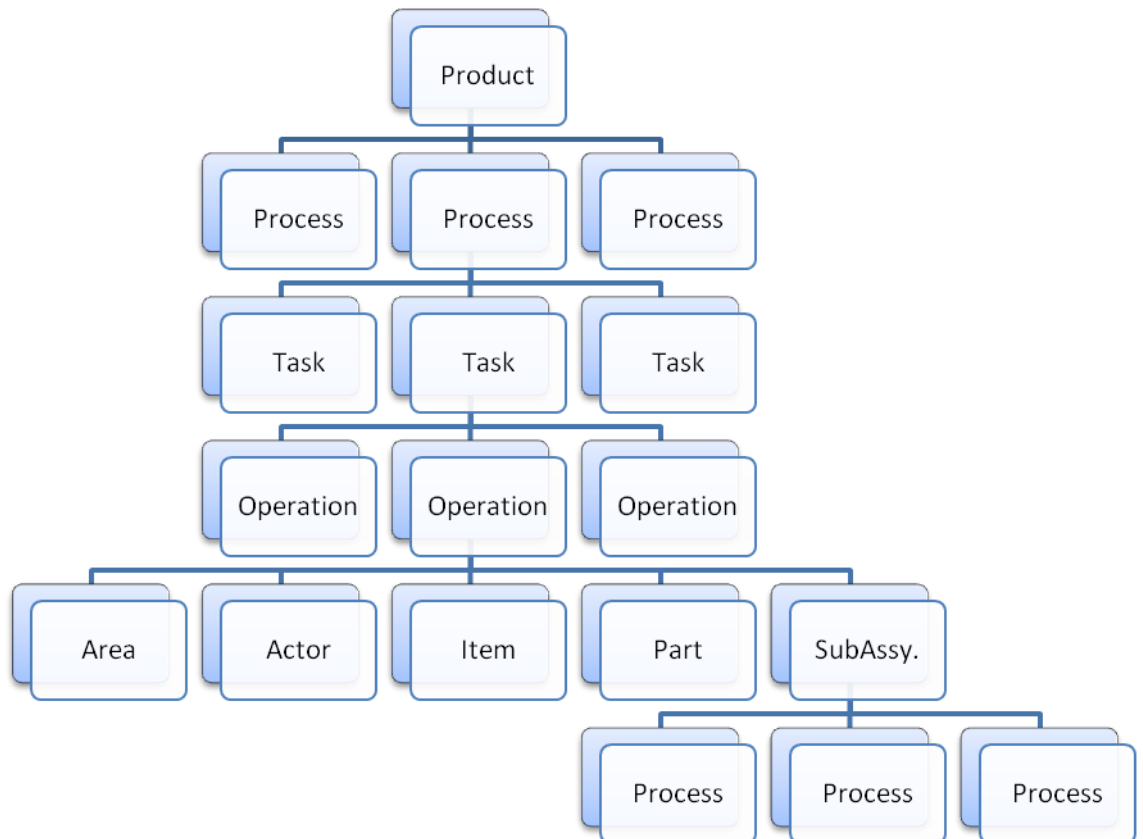 Product
Process Process Process
Task Task Task
Operation Operation Operation
Area Actor Item Part SubAssy.
Process Process Process